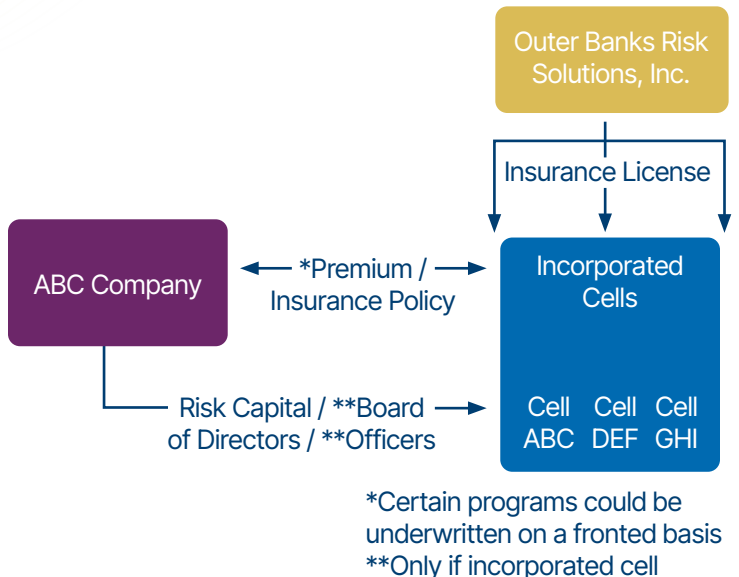 Outer Banks Risk
Solutions, Inc.
Insurance License
ABC Company
*Premium /
Insurance Policy
Incorporated
Cells
Risk Capital / **Board
of Directors / **Officers
Cell Cell Cell
ABC DEF GHI
*Certain programs could be
underwritten on a fronted basis
**Only if incorporated cell